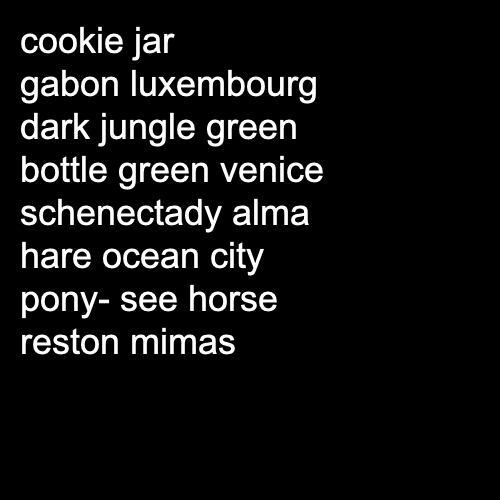 cookie jar
gabon luxembourg
dark jungle green
bottle green venice
schenectady alma
hare ocean city
pony- see horse
reston mimas